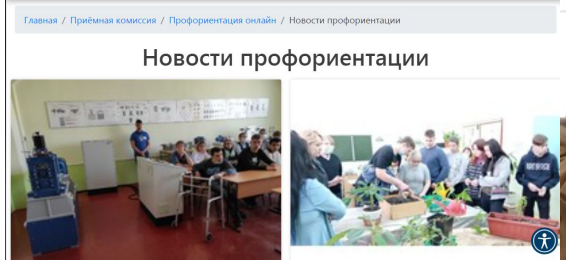 Главная / Приёмная комиссия / Профориентация онлайн / Новости профориентации
Новости профориентации